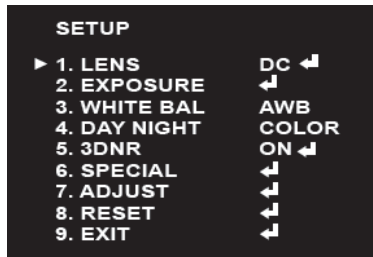 SETUP
► 1. LENS DC ↵
2. EXPOSURE ↵
3. WHITE BAL AWB
4. DAY NIGHT COLOR
5. 3DNR ON ↵
6. SPECIAL ↵
7. ADJUST ↵
8. RESET ↵
9. EXIT ↵